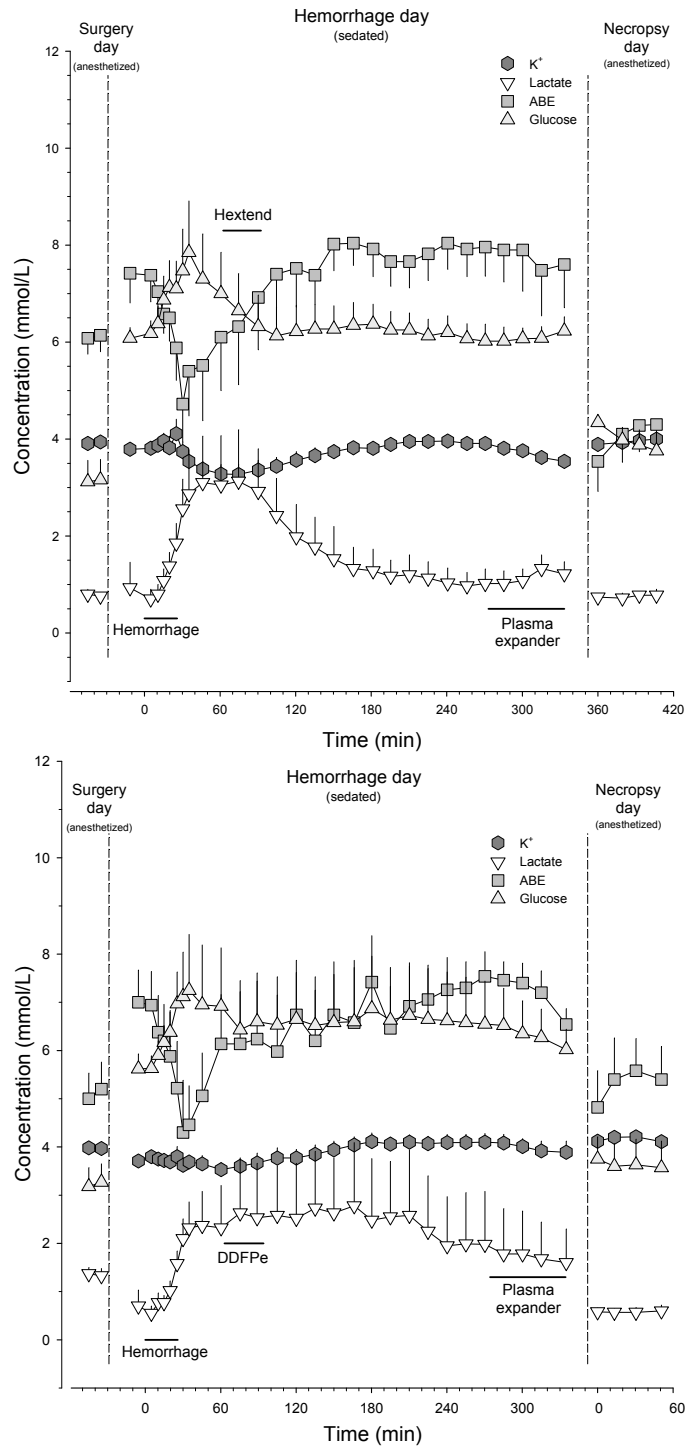 Hemorrhage day
(sedated)
Surgery
day
(anesthetized)
Necropsy
day
(anesthetized)
K+
Lactate
ABE
Glucose
Hextend
Hemorrhage
Plasma
expander
Concentration (mmol/L)
12
10
8
6
4
2
0
0 60 120 180 240 300 360 420
Time (min)
Hemorrhage day
(sedated)
Surgery
day
(anesthetized)
Necropsy
day
(anesthetized)
K+
Lactate
ABE
Glucose
DDFPe
Plasma
expander
Hemorrhage
Concentration (mmol/L)
12
10
8
6
4
2
0
0 60 120 180 240 300 0 60
Time (min)